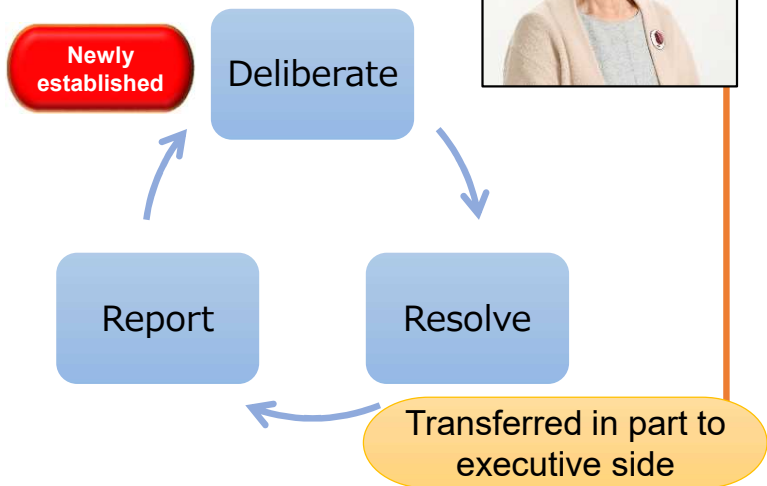 Newly
established
Deliberate
Report
Resolve
Transferred in part to
executive side